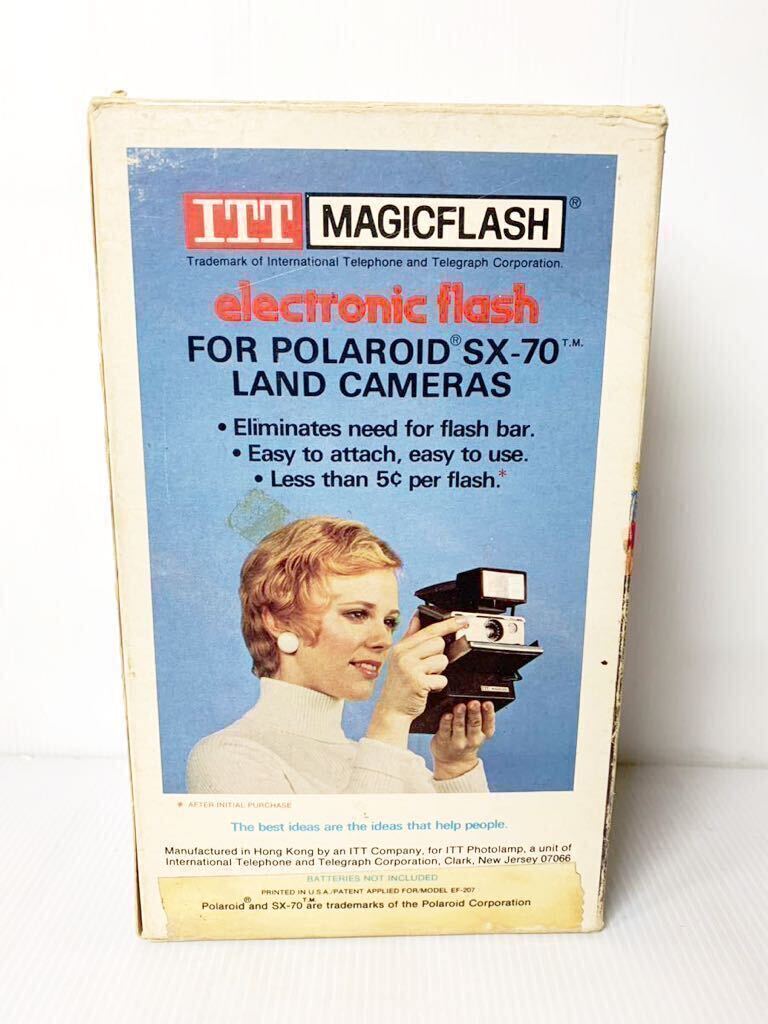 ITT MAGICFLASH®
Trademark of International Telephone and Telegraph Corporation.
electronic flash
FOR POLAROID® SX-70 T.M.
LAND CAMERAS
• Eliminates need for flash bar.
• Easy to attach, easy to use.
• Less than 5¢ per flash.*
* AFTER INITIAL PURCHASE
The best ideas are the ideas that help people.
Manufactured in Hong Kong by an ITT Company, for ITT Photolamp, a unit of
International Telephone and Telegraph Corporation, Clark, New Jersey 07066
BATTERIES NOT INCLUDED
PRINTED IN U.S.A./PATENT APPLIED FOR/MODEL EF-207
Polaroid® and SX-70 T.M. are trademarks of the Polaroid Corporation